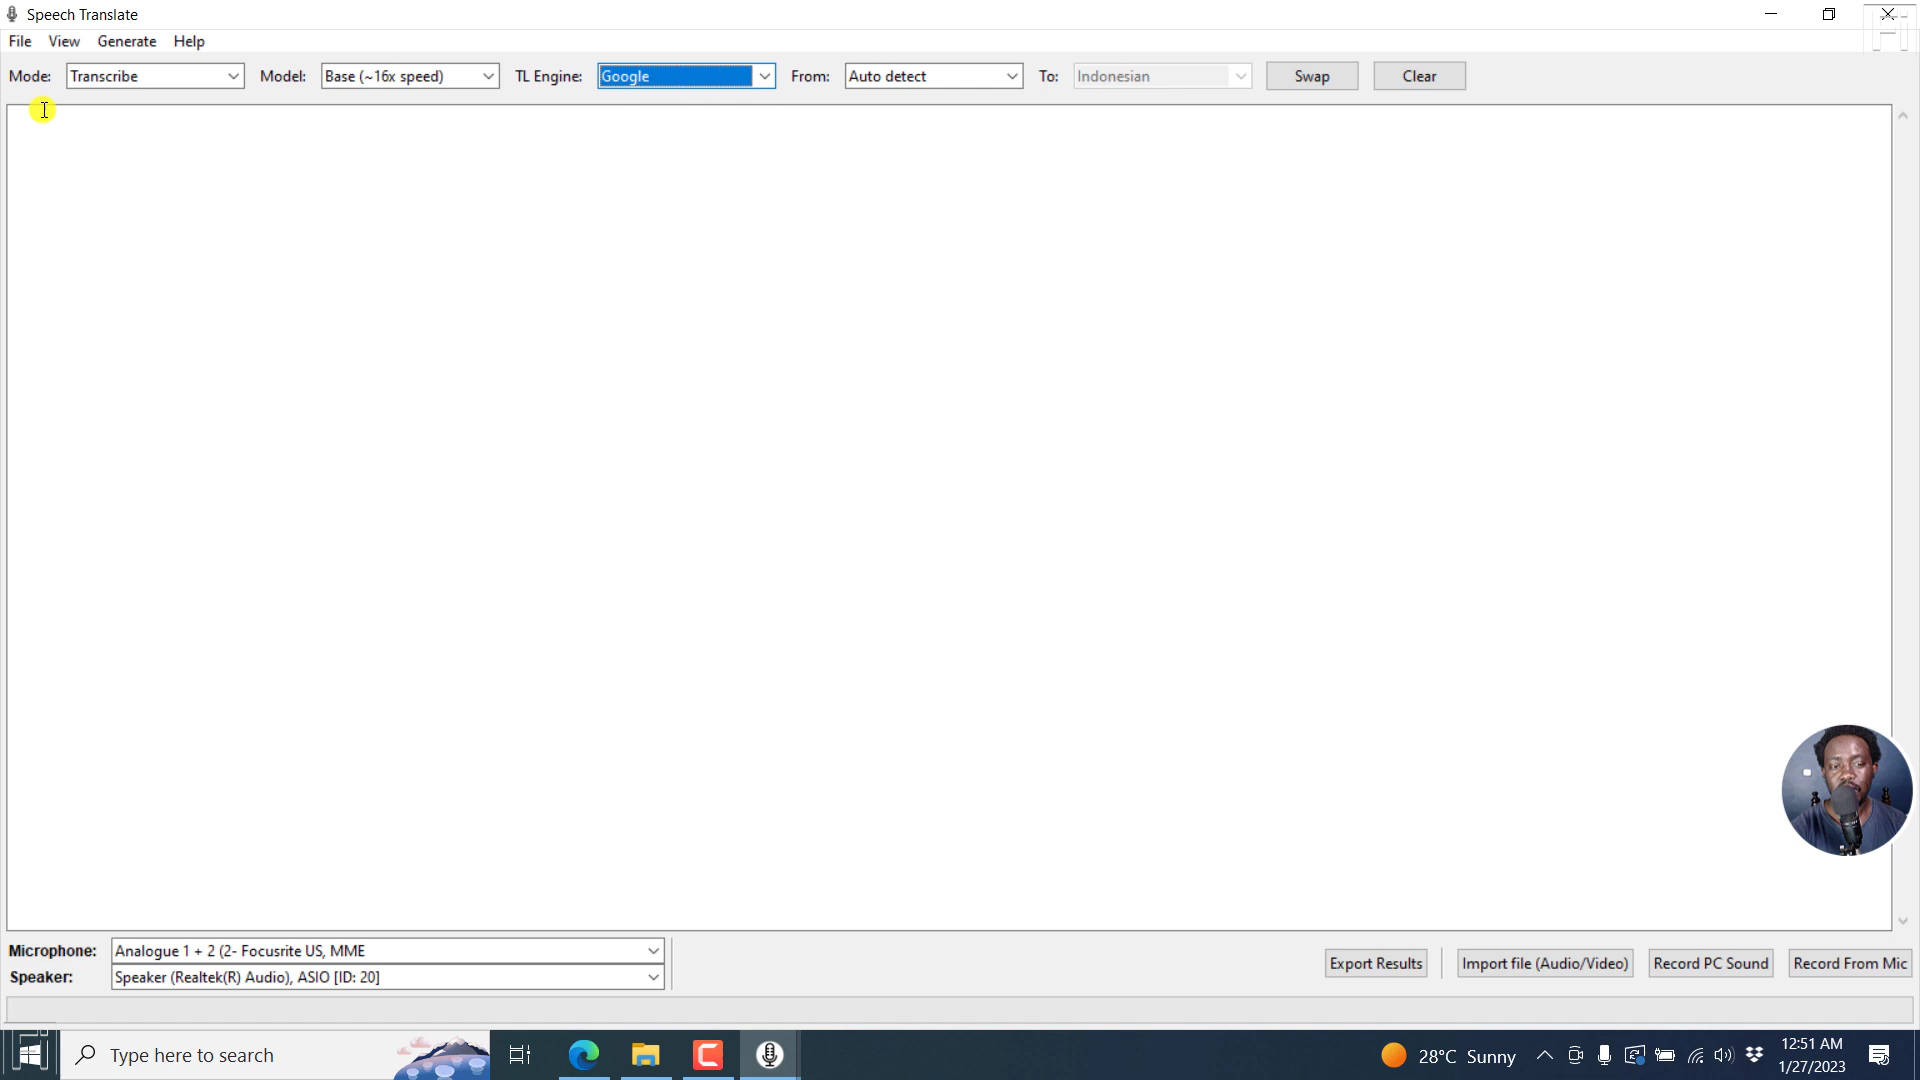 Speech Translate
File View Generate Help
Mode: Transcribe Model: Base (~16x speed) TL Engine: Google From: Auto detect To: Indonesian Swap Clear
Microphone: Analogue 1 + 2 (2- Focusrite US, MME
Speaker: Speaker (Realtek(R) Audio), ASIO [ID: 20]
Export Results Import file (Audio/Video) Record PC Sound Record From Mic
Type here to search 28°C Sunny 12:51 AM
1/27/2023